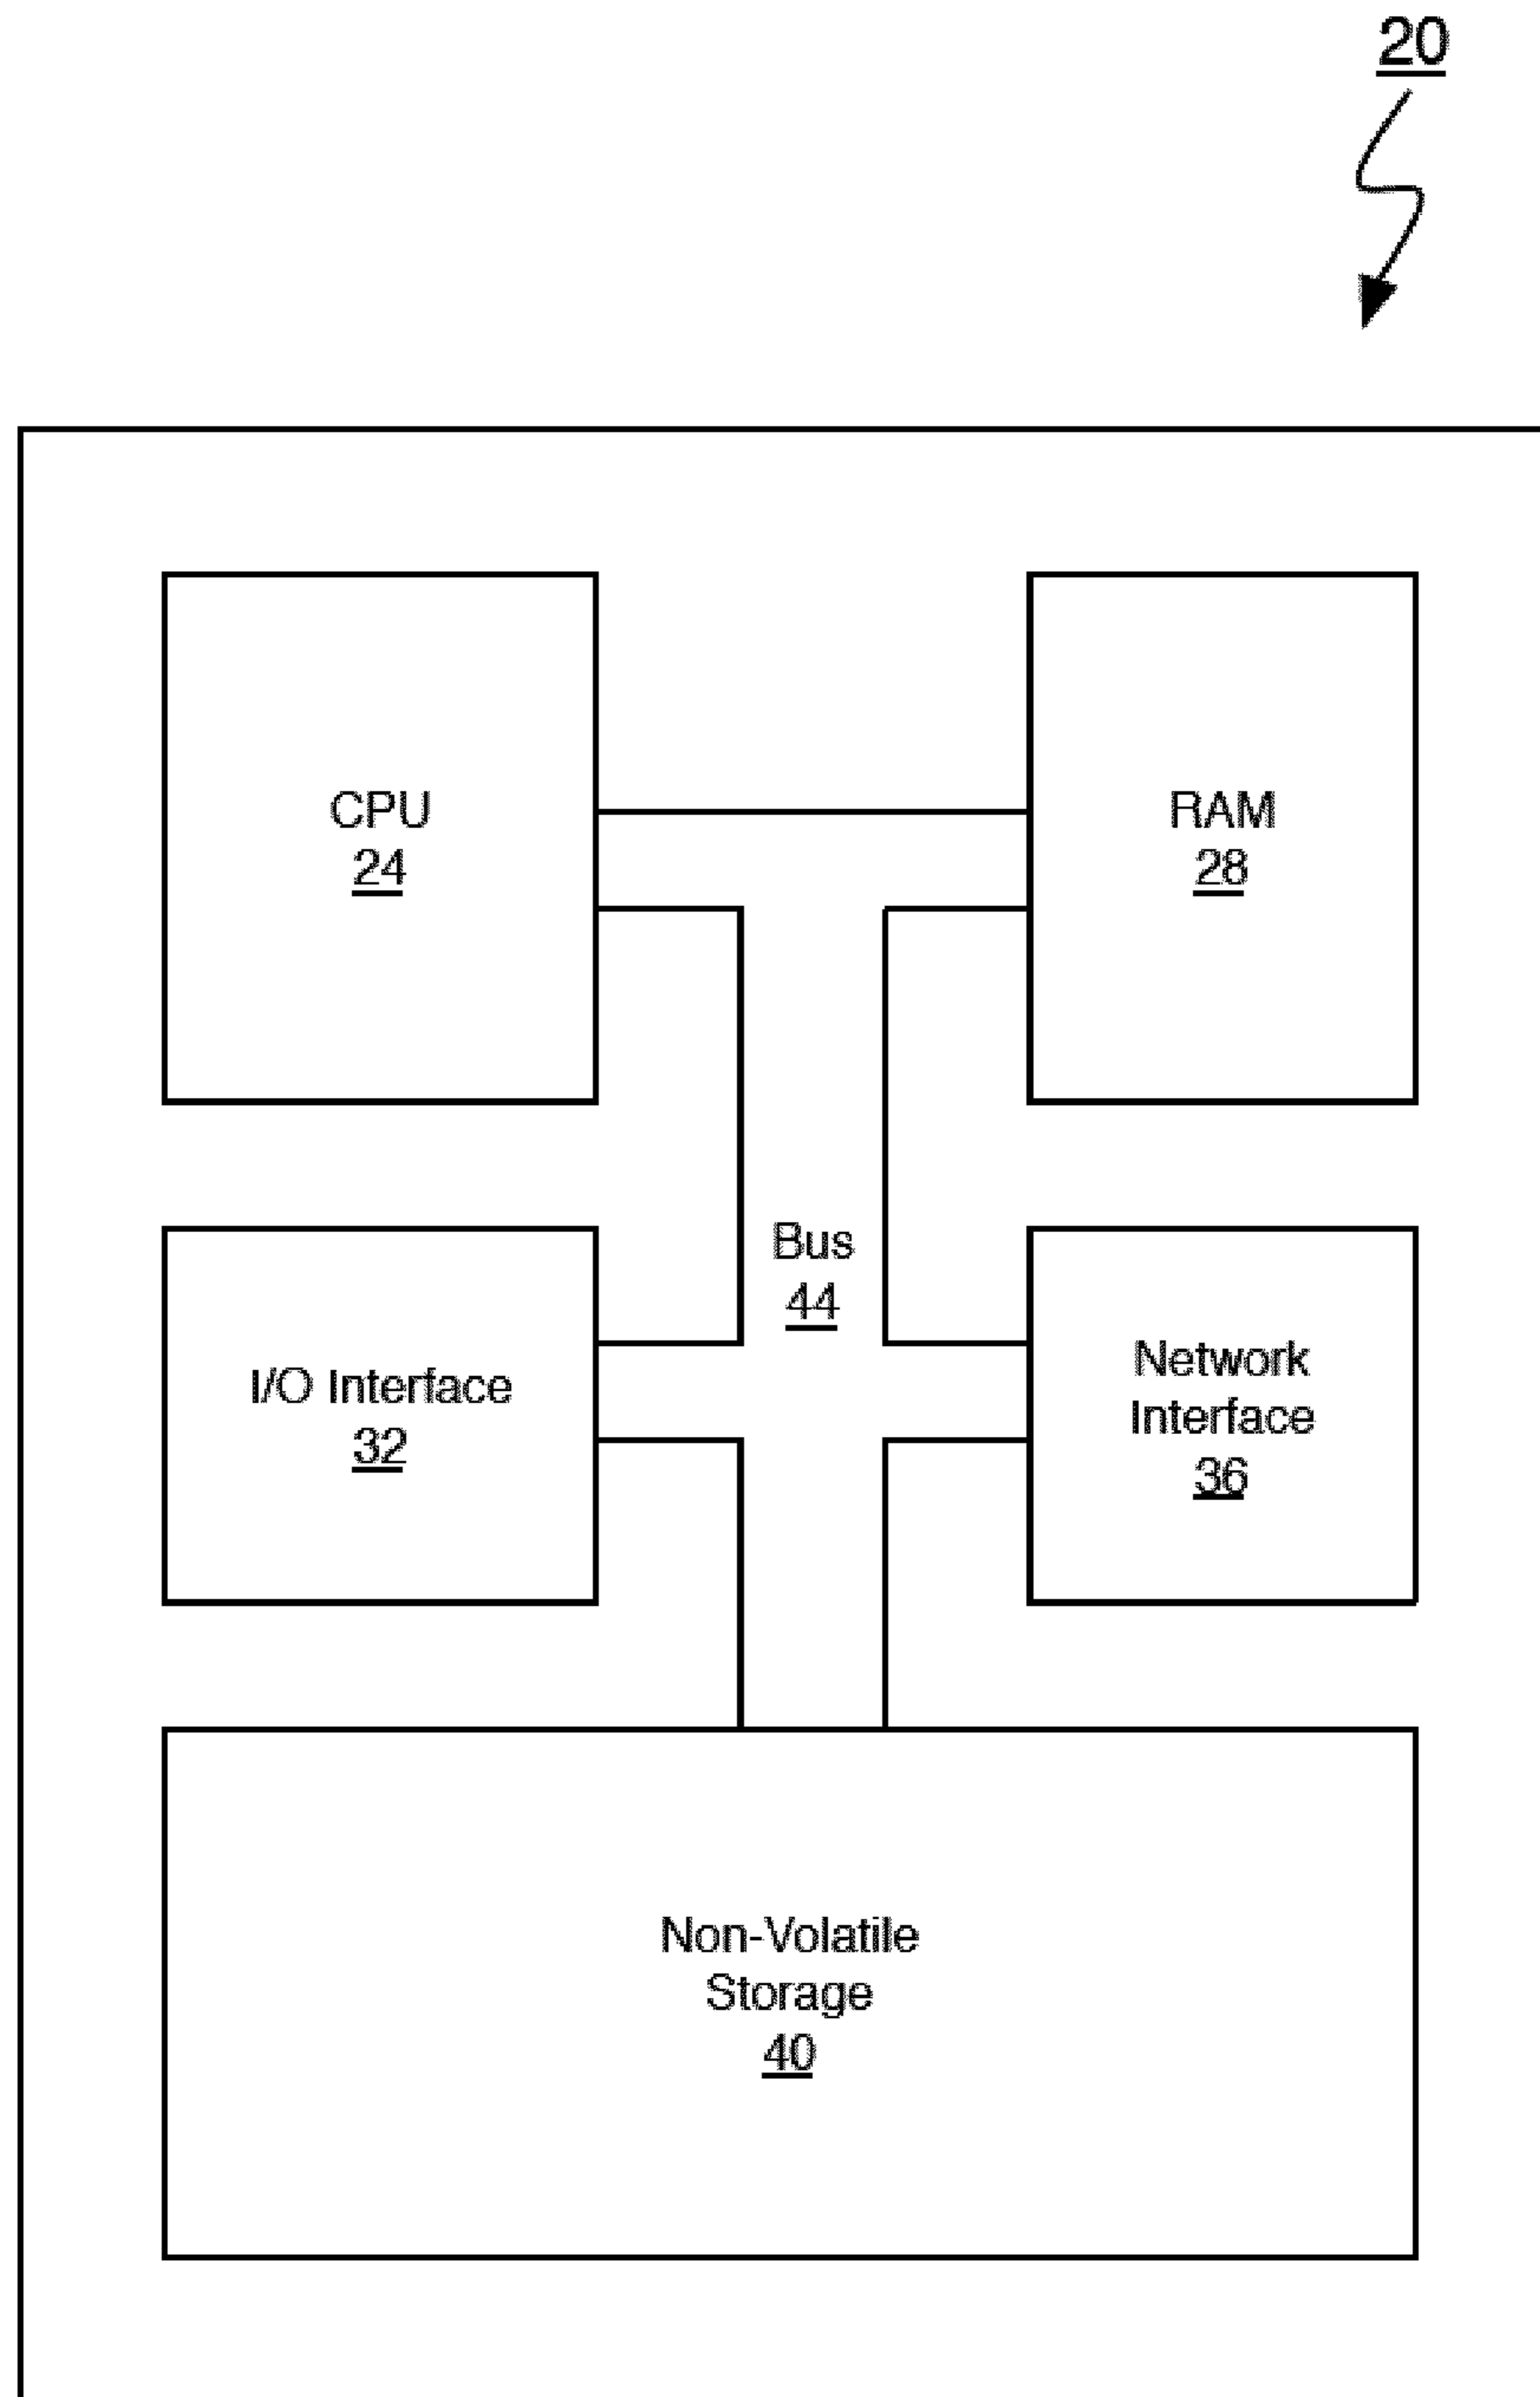 20
CPU
24
RAM
28
Bus
44
I/O Interface
32
Network
Interface
36
Non-Volatile
Storage
40